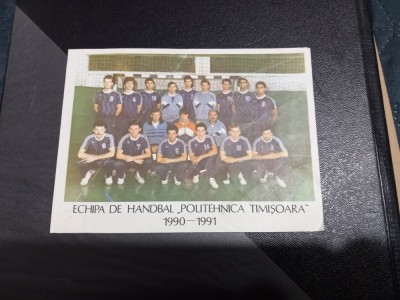 ECHIPA DE HANDBAL „POLITEHNICA TIMIȘOARA"
1990—1991